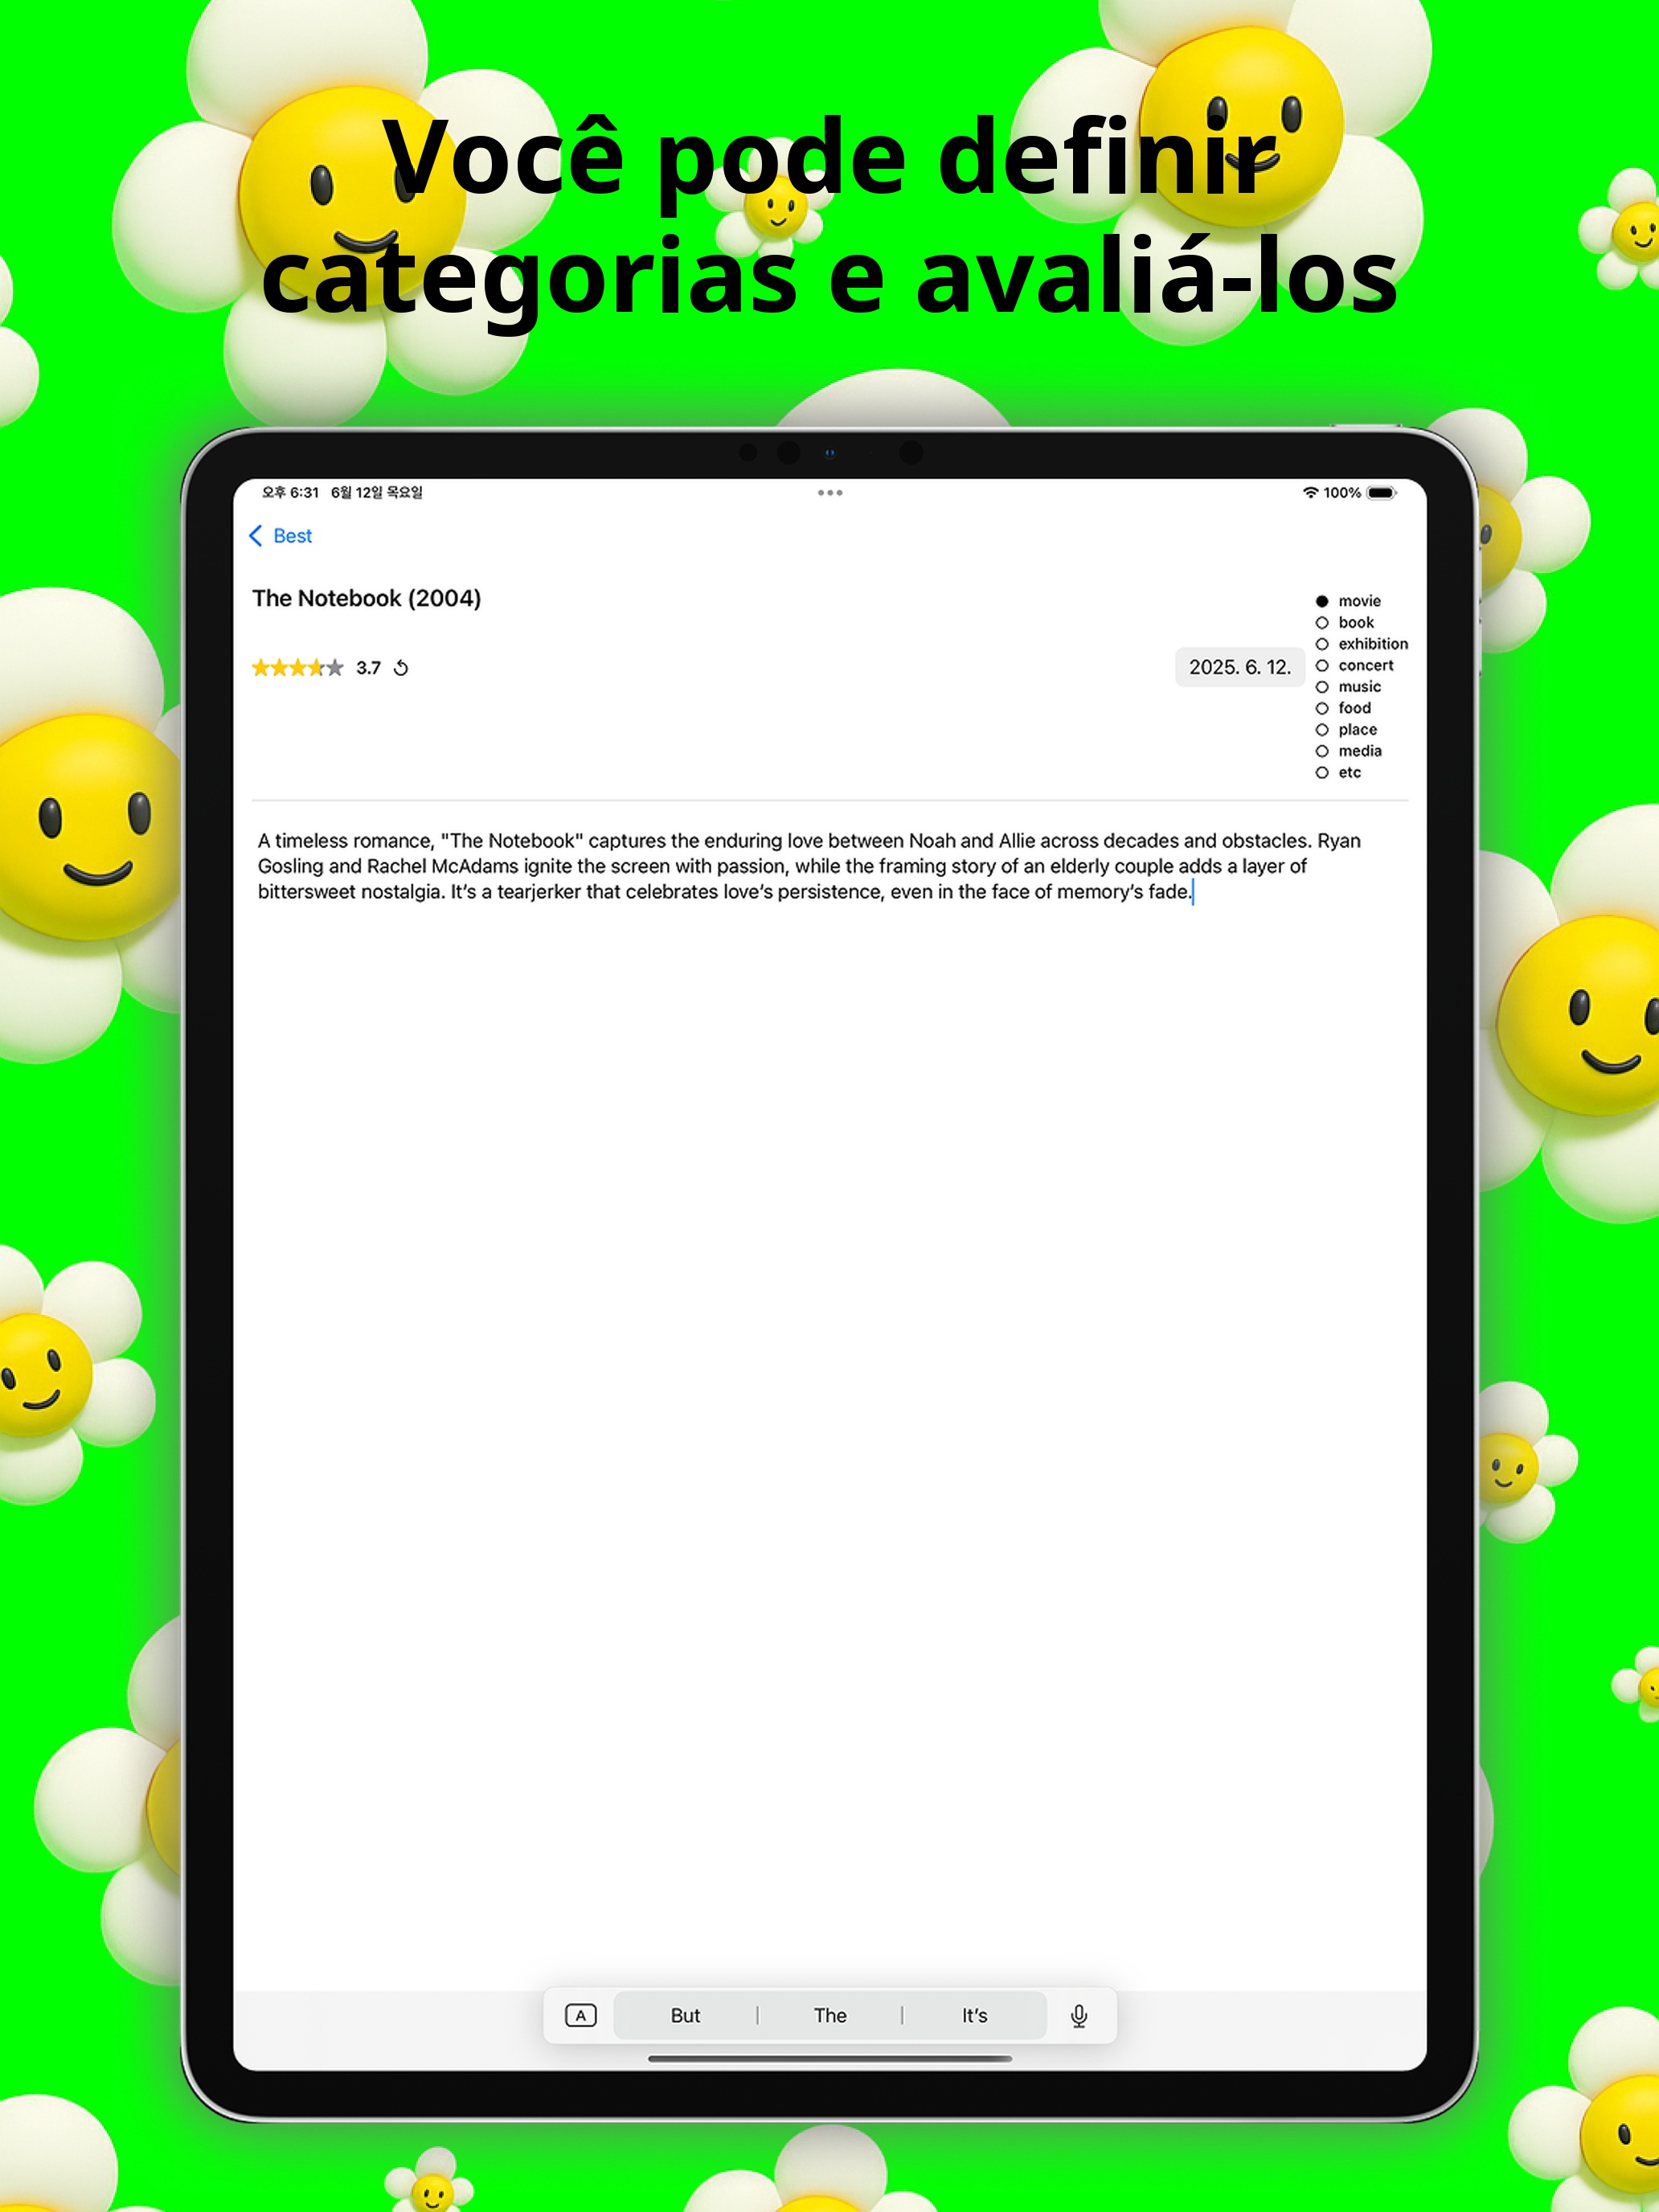 Você pode definir
categorias e avaliá-los
오후 6:31 6월 12일 목요일
100%
Best
The Notebook (2004)
movie
book
exhibition
concert
music
food
place
media
etc
3.7
2025. 6. 12.
A timeless romance, "The Notebook" captures the enduring love between Noah and Allie across decades and obstacles. Ryan
Gosling and Rachel McAdams ignite the screen with passion, while the framing story of an elderly couple adds a layer of
bittersweet nostalgia. It’s a tearjerker that celebrates love’s persistence, even in the face of memory’s fade.
A
But
The
It’s